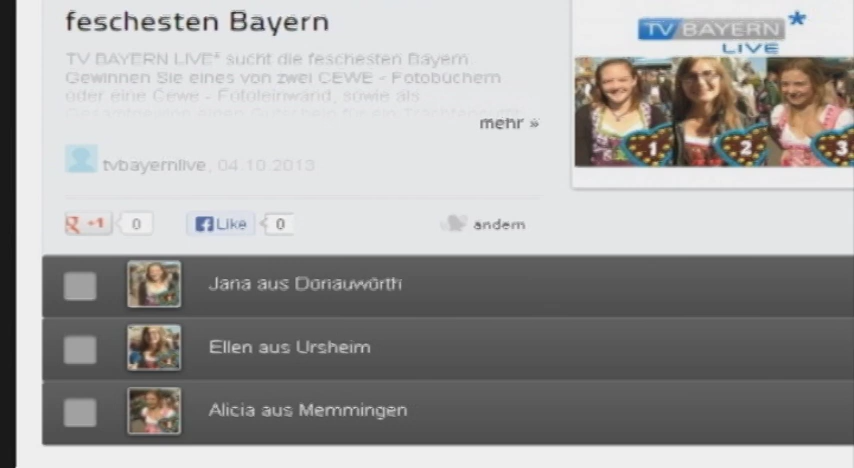 feschesten Bayern
TV BAYERN LIVE* sucht die feschesten Bayern.
Gewinnen Sie eines von zwei CEWE - Fotobüchern
oder eine Cewe - Fotoleinwand, sowie als
mehr »
tvbayernlive, 04.10.2013
+1 0 Like 0 ändern
Jana aus Donauwörth
Ellen aus Ursheim
Alicia aus Memmingen
TV BAYERN
LIVE
1 2 3